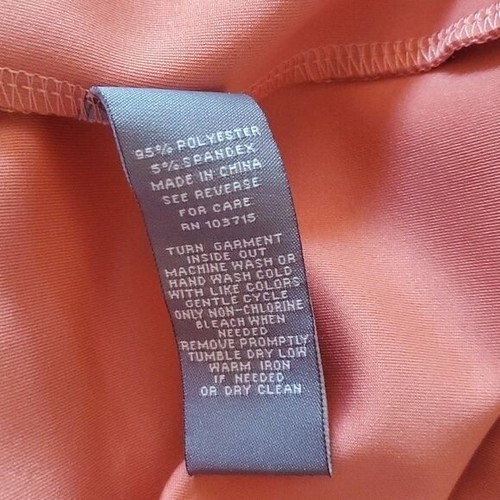 95% POLYESTER
5% SPANDEX
MADE IN CHINA
SEE REVERSE
FOR CARE
RN 103715
TURN GARMENT
INSIDE OUT
MACHINE WASH OR
HAND WASH COLD
WITH LIKE COLORS
GENTLE CYCLE
ONLY NON-CHLORINE
BLEACH WHEN
NEEDED
REMOVE PROMPTLY
TUMBLE DRY LOW
WARM IRON
IF NEEDED
OR DRY CLEAN